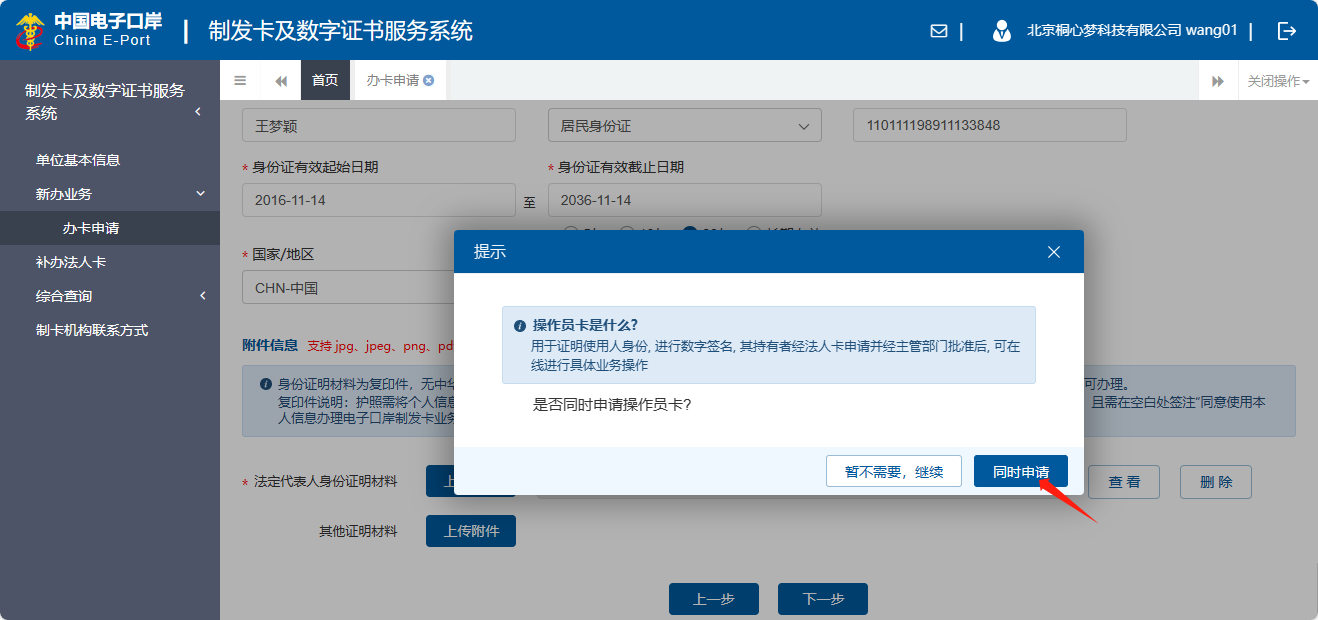 中国电子口岸
China E-Port
制发卡及数字证书服务系统
北京桐心梦科技有限公司 wang01
制发卡及数字证书服务
系统
首页
办卡申请
关闭操作
单位基本信息
新办业务
办卡申请
补办法人卡
综合查询
制卡机构联系方式
王梦颖
居民身份证
110111198911133848
* 身份证有效起始日期
* 身份证有效截止日期
2016-11-14
至
2036-11-14
* 国家/地区
CHN-中国
提示
操作员卡是什么?
用于证明使用人身份, 进行数字签名, 其持有者经法人卡申请并经主管部门批准后, 可在
线进行具体业务操作
是否同时申请操作员卡?
暂不需要，继续
同时申请
附件信息 支持 jpg、jpeg、png、pd
身份证明材料为复印件，无中华
可办理。
复印件说明：护照需将个人信息
且需在空白处签注“同意使用本
人信息办理电子口岸制发卡业务
* 法定代表人身份证明材料
上
查 看
删 除
其他证明材料
上传附件
上一步
下一步